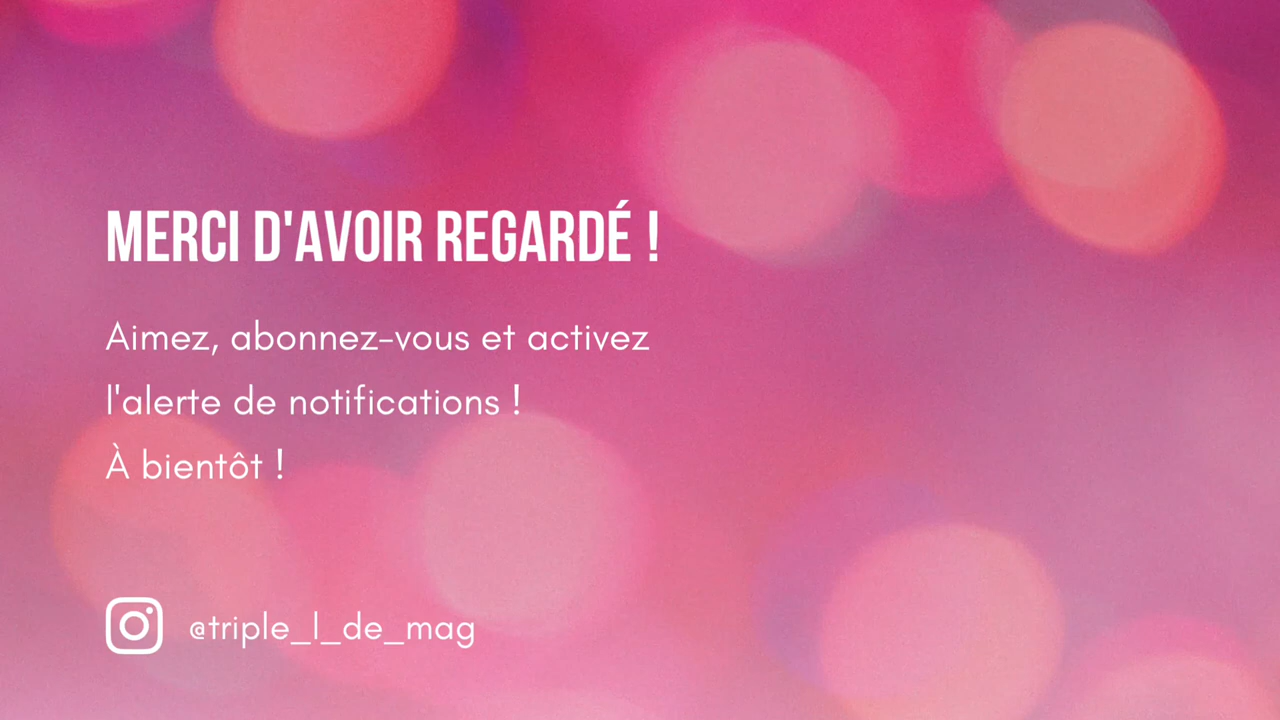 MERCI D'AVOIR REGARDÉ !
Aimez, abonnez-vous et activez
l'alerte de notifications !
À bientôt !
@triple_l_de_mag